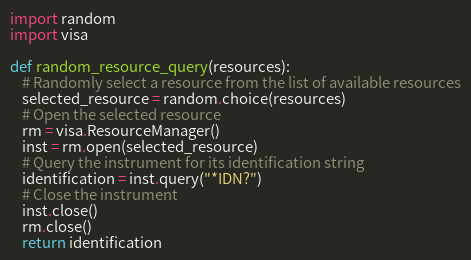 import random
import visa

def random_resource_query(resources):
    # Randomly select a resource from the list of available resources
    selected_resource = random.choice(resources)
    # Open the selected resource
    rm = visa.ResourceManager()
    inst = rm.open(selected_resource)
    # Query the instrument for its identification string
    identification = inst.query("*IDN?")
    # Close the instrument
    inst.close()
    rm.close()
    return identification